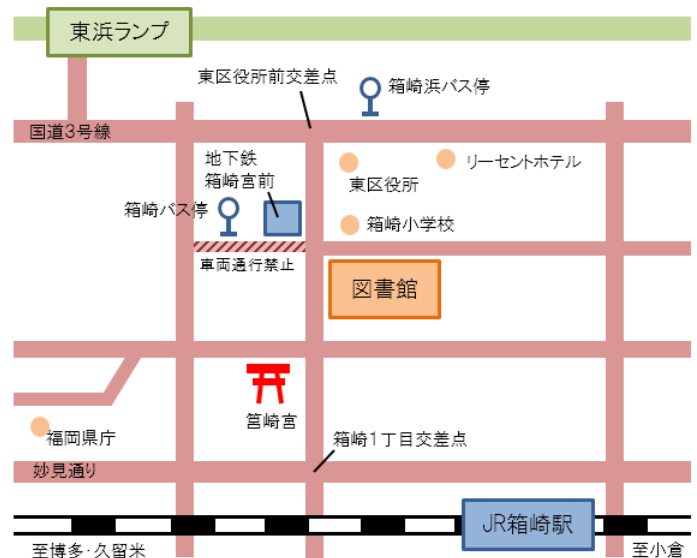 東浜ランプ
東区役所前交差点
箱崎浜バス停
国道3号線
地下鉄
箱崎宮前
リーセントホテル
東区役所
箱崎バス停
箱崎小学校
車両通行禁止
図書館
筥崎宮
福岡県庁
箱崎1丁目交差点
妙見通り
JR箱崎駅
至博多・久留米
至小倉